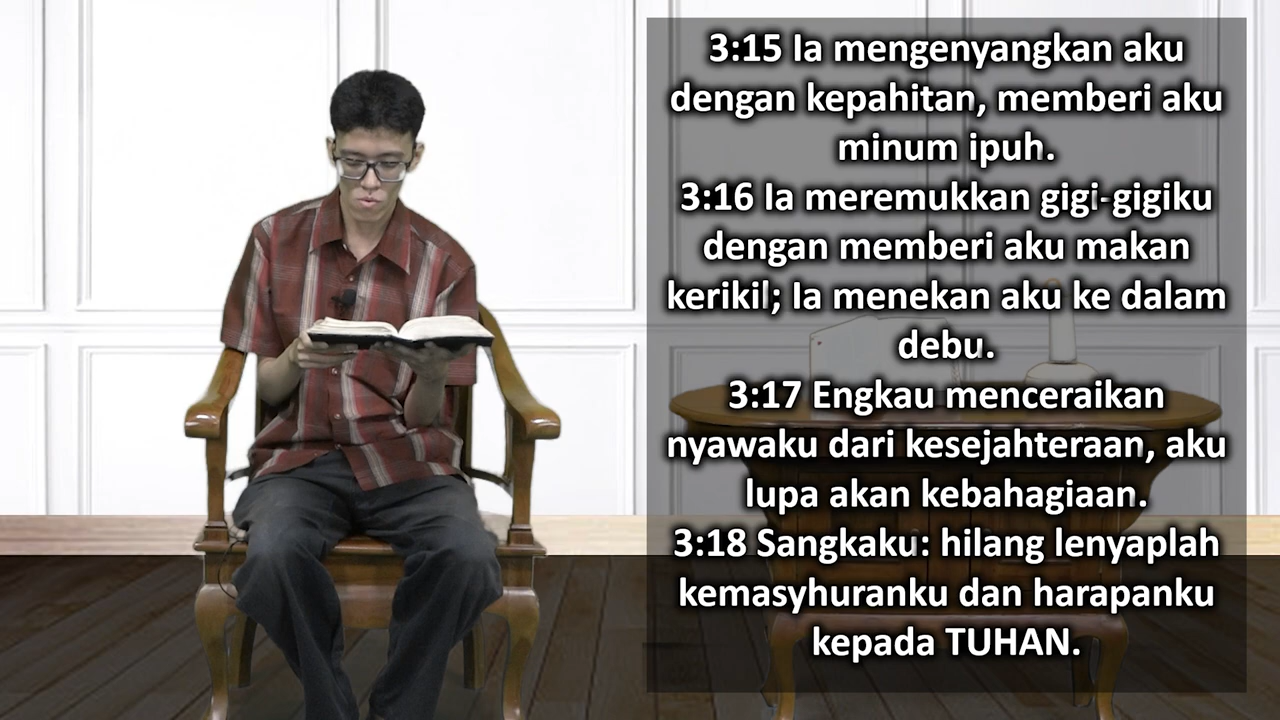 3:15 Ia mengenyangkan aku
dengan kepahitan, memberi aku
minum ipuh.
3:16 Ia meremukkan gigi-gigiku
dengan memberi aku makan
kerikil; Ia menekan aku ke dalam
debu.
3:17 Engkau menceraikan
nyawaku dari kesejahteraan, aku
lupa akan kebahagiaan.
3:18 Sangkaku: hilang lenyaplah
kemasyhuranku dan harapanku
kepada TUHAN.